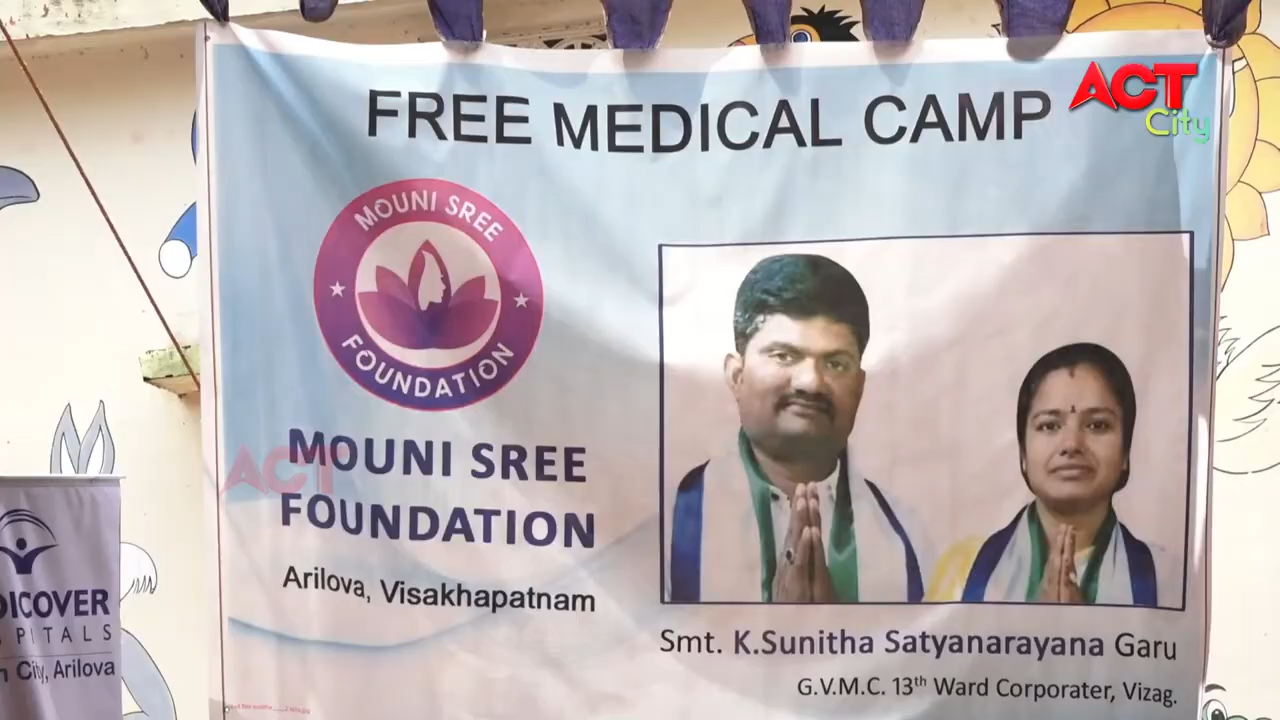 FREE MEDICAL CAMP
ACT
City
MOUNI SREE
FOUNDATION
MOUNI SREE
FOUNDATION
ACT
Arilova, Visakhapatnam
Smt. K.Sunitha Satyanarayana Garu
G.V.M.C. 13th Ward Corporater, Vizag.
DICOVER
PITALS
City, Arilova